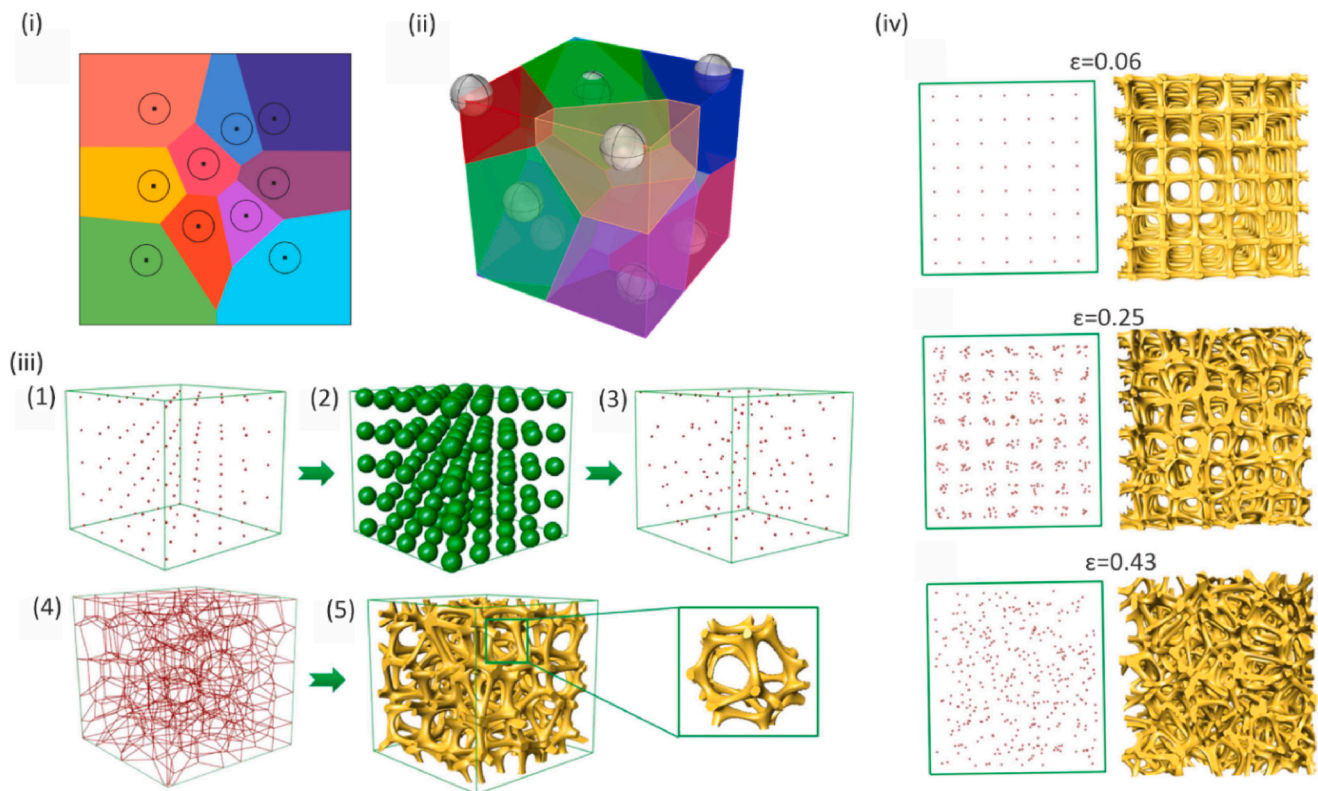 (i)
(ii)
(iv)
ε=0.06
ε=0.25
(iii)
(1)
(2)
(3)
ε=0.43
(4)
(5)